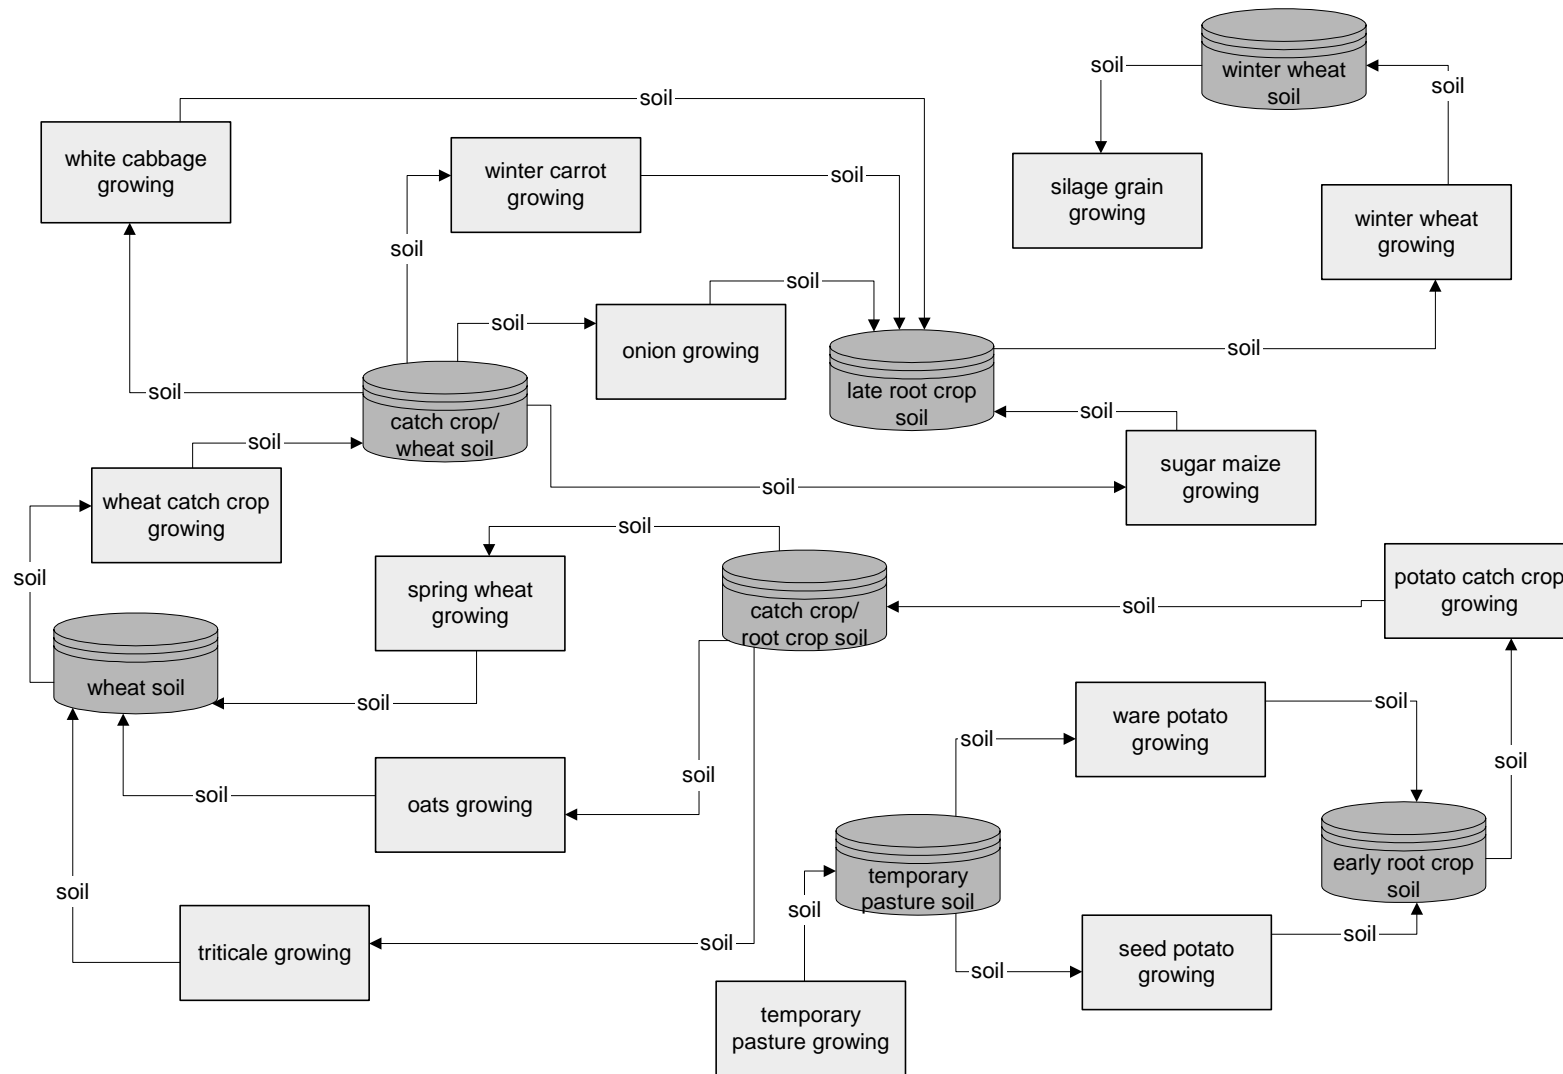 winter wheat
soil
soil
soil
soil
white cabbage
growing
winter carrot
growing
soil
silage grain
growing
winter wheat
growing
soil
soil
soil
onion growing
soil
late root crop
soil
soil
soil
catch crop/
wheat soil
soil
soil
sugar maize
growing
wheat catch crop
growing
soil
soil
soil
spring wheat
growing
catch crop/
root crop soil
soil
potato catch crop
growing
wheat soil
soil
ware potato
growing
soil
soil
soil
soil
oats growing
soil
temporary
pasture soil
early root crop
soil
soil
soil
triticale growing
soil
soil
seed potato
growing
soil
temporary
pasture growing